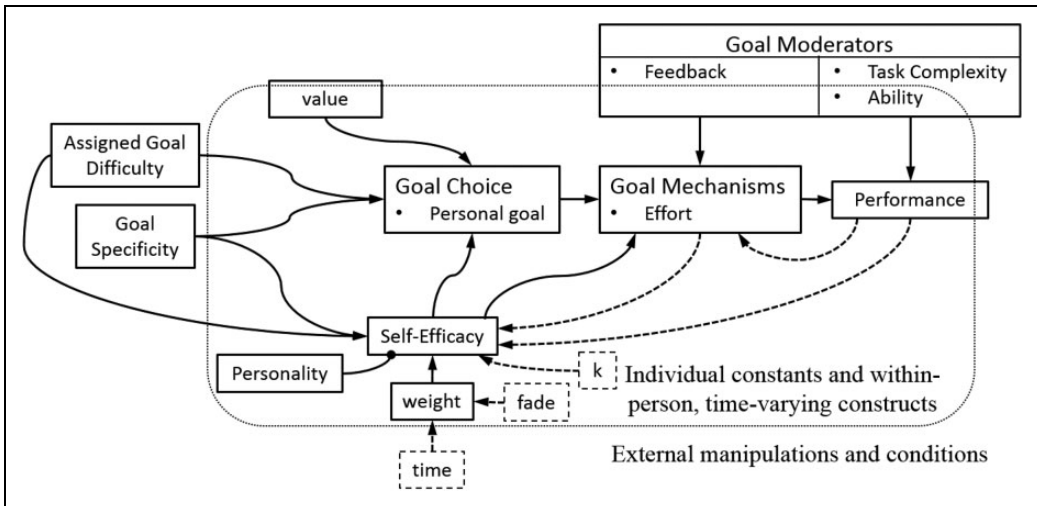 Goal Moderators
• Feedback
• Task Complexity
• Ability
value
Assigned Goal
Difficulty
Goal Choice
• Personal goal
Goal Mechanisms
• Effort
Performance
Goal
Specificity
Self-Efficacy
Personality
k
Individual constants and within-
person, time-varying constructs
weight
fade
External manipulations and conditions
time